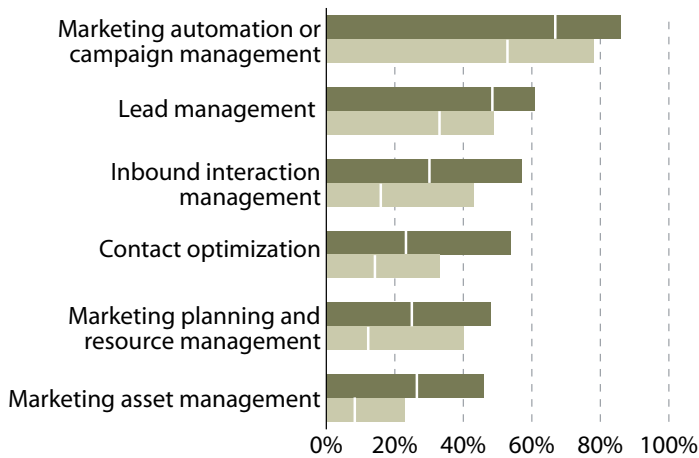 Marketing automation or
campaign management
Lead management
Inbound interaction
management
Contact optimization
Marketing planning and
resource management
Marketing asset management
0% 20% 40% 60% 80% 100%